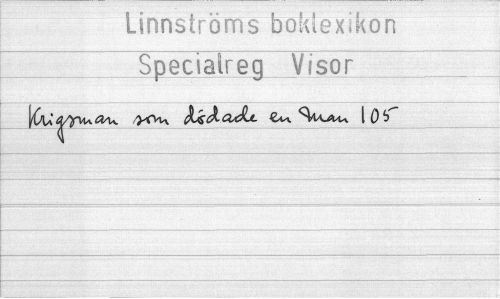 Linnströms boklexikon
Specialreg Visor
Krigsman som dödade en man 105